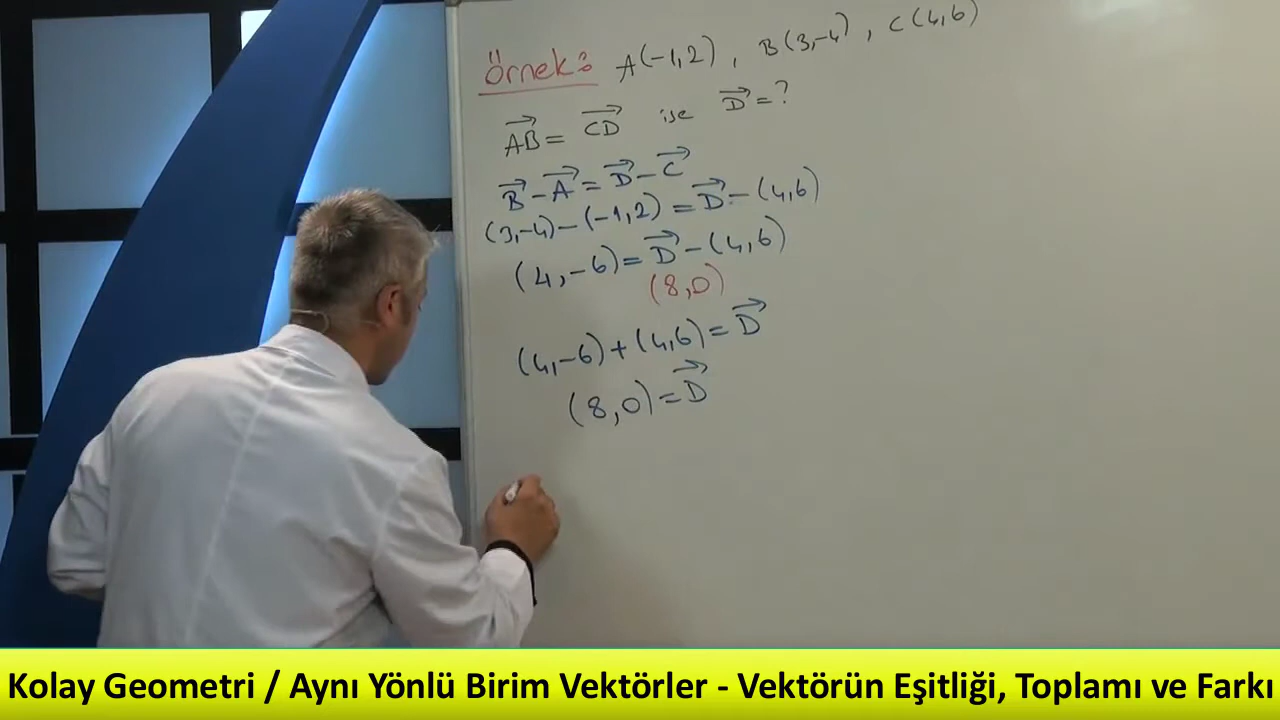 Örnek: A(-1,2), B(3,-4), C(4,6)
AB = CD ise D = ?
B - A = D - C
(3,-4)-(-1,2) = D - (4,6)
(4,-6) = D - (4,6)
(8,0)
(4,-6)+(4,6) = D
(8,0) = D
Kolay Geometri / Aynı Yönlü Birim Vektörler - Vektörün Eşitliği, Toplamı ve Farkı